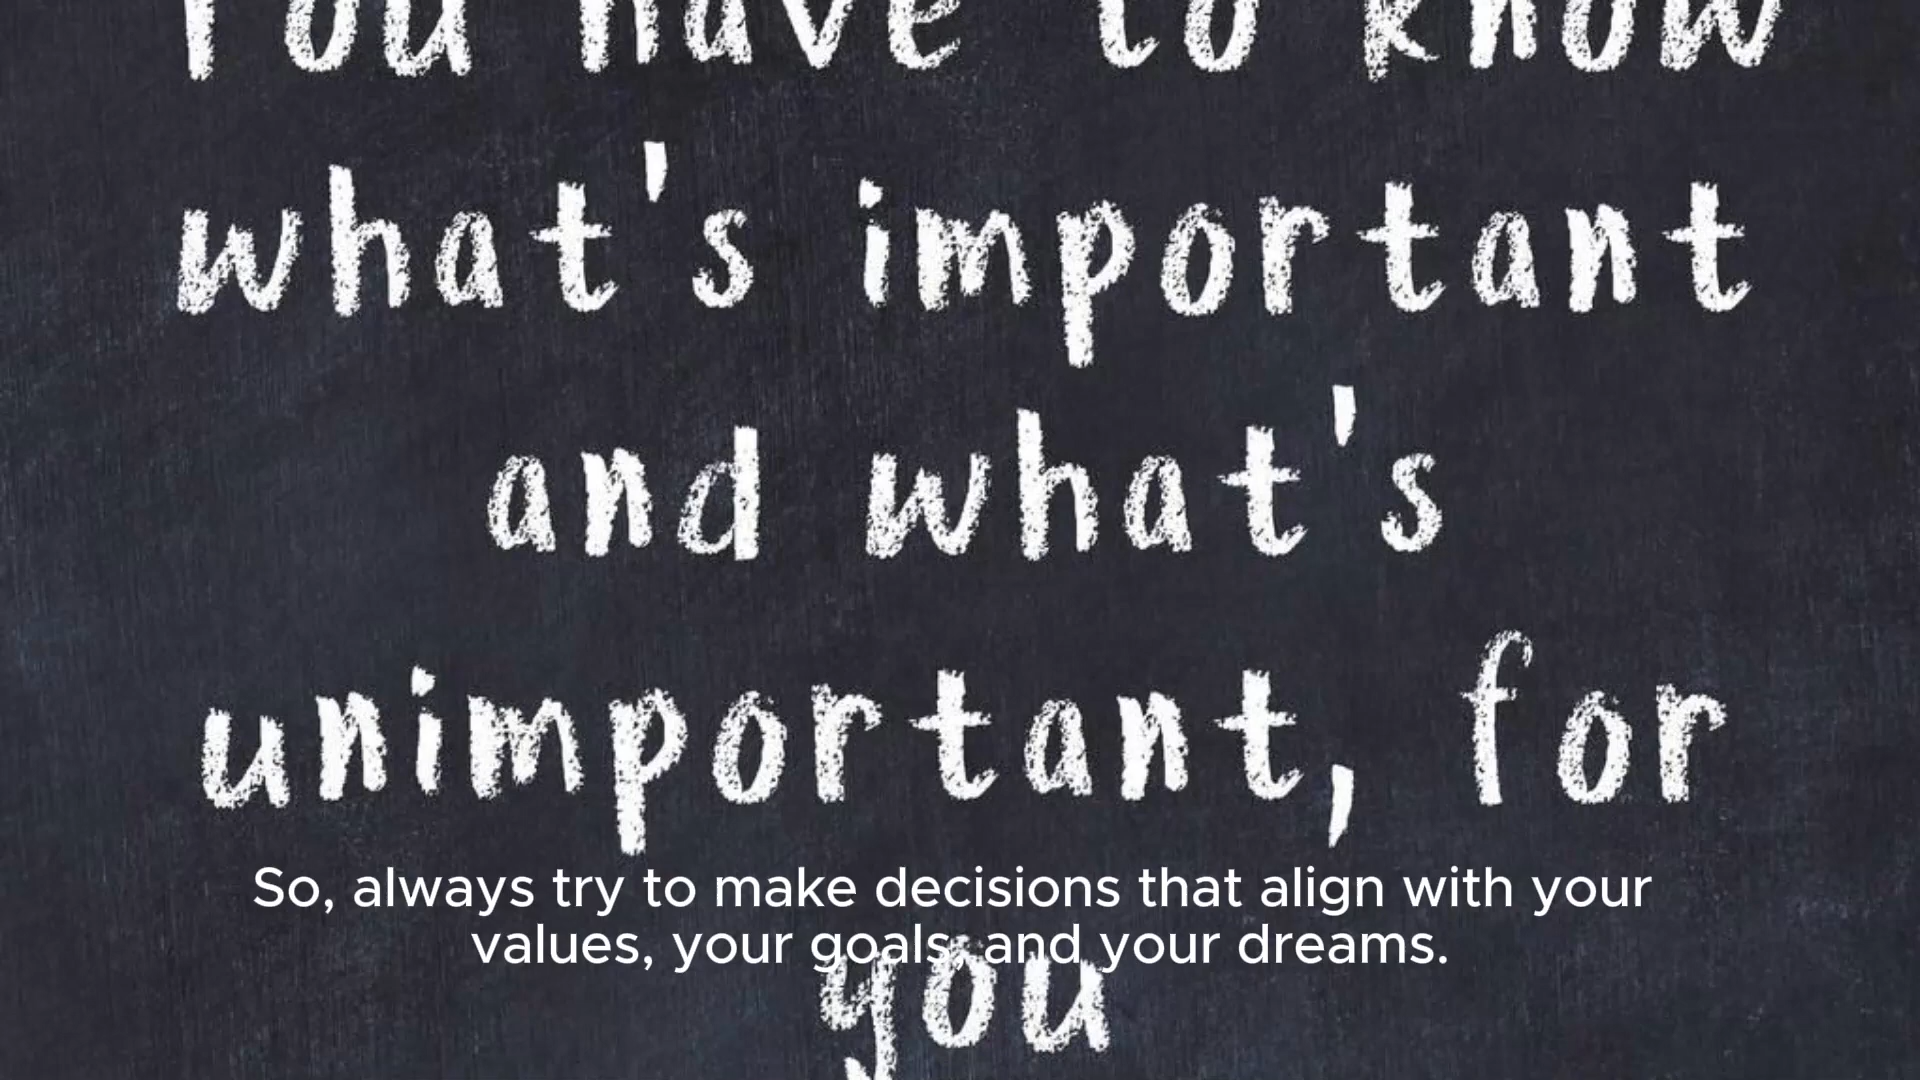 You have to know
what's important
and what's
unimportant, for
So, always try to make decisions that align with your
values, your goals, and your dreams.
you